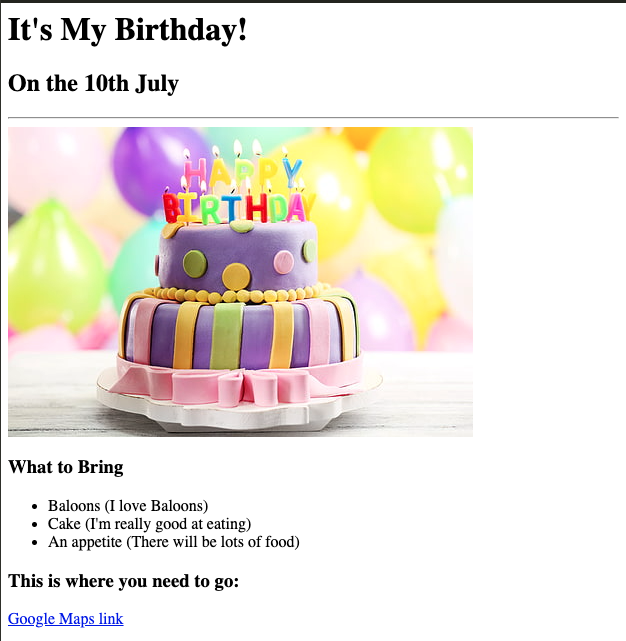 It's My Birthday!
On the 10th July
HAPPY
BIRTHDAY
What to Bring
Baloons (I love Baloons)
Cake (I'm really good at eating)
An appetite (There will be lots of food)
This is where you need to go:
Google Maps link